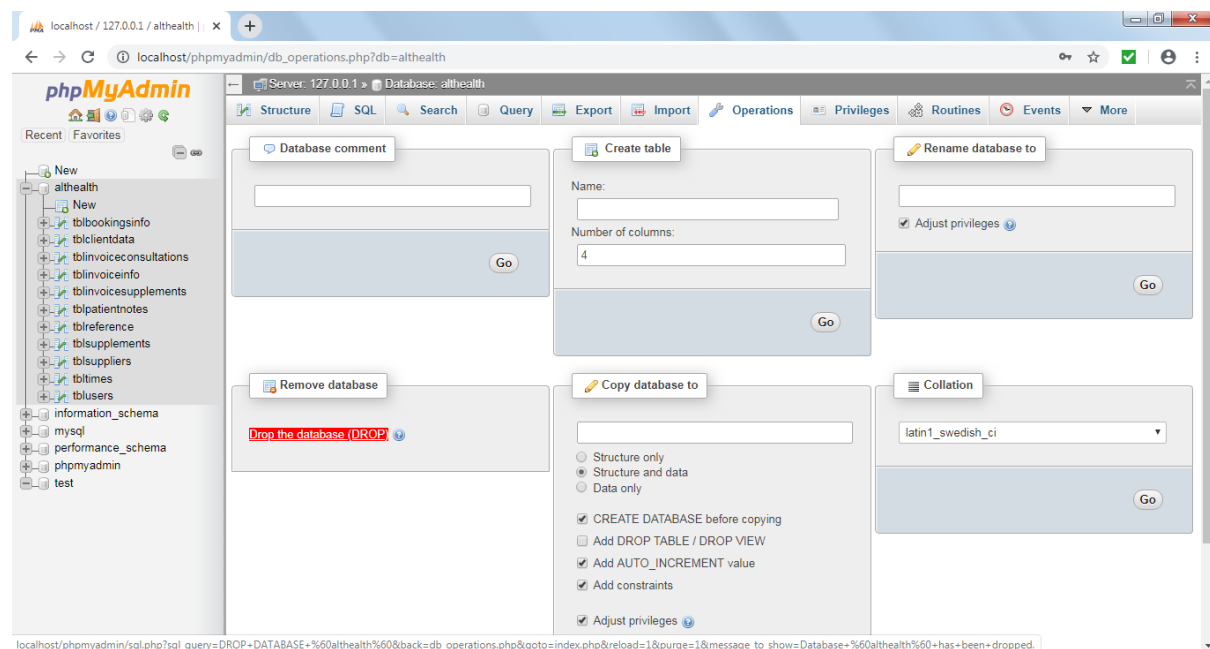 localhost / 127.0.0.1 / althealth |
localhost/phpmyadmin/db_operations.php?db=althealth
phpMyAdmin
Recent Favorites
New
althealth
New
tblbookingsinfo
tblclientdata
tblinvoiceconsultations
tblinvoiceinfo
tblinvoicesupplements
tblpatientnotes
tblreference
tblsupplements
tblsuppliers
tbltimes
tblusers
information_schema
mysql
performance_schema
phpmyadmin
test
Server: 127.0.0.1 » Database: althealth
Structure SQL Search Query Export Import Operations Privileges Routines Events More
Database comment
Go
Create table
Name:
Number of columns:
4
Go
Rename database to
Adjust privileges
Go
Remove database
Drop the database (DROP)
Copy database to
Structure only
Structure and data
Data only
CREATE DATABASE before copying
Add DROP TABLE / DROP VIEW
Add AUTO_INCREMENT value
Add constraints
Adjust privileges
Collation
latin1_swedish_ci
Go
localhost/phpmyadmin/sql.php?sql_query=DROP+DATABASE+%60althealth%60&back=db_operations.php&goto=index.php&reload=1&purge=1&message_to_show=Database+%60althealth%60+has+been+dropped.